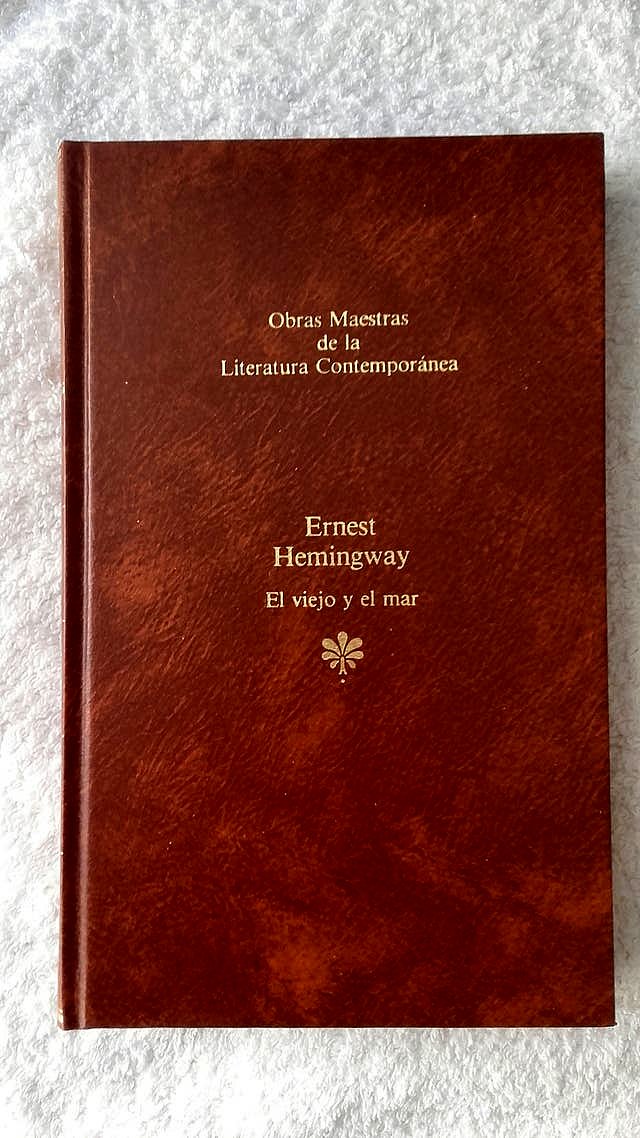 Obras Maestras
de la
Literatura Contemporánea
Ernest
Hemingway
El viejo y el mar